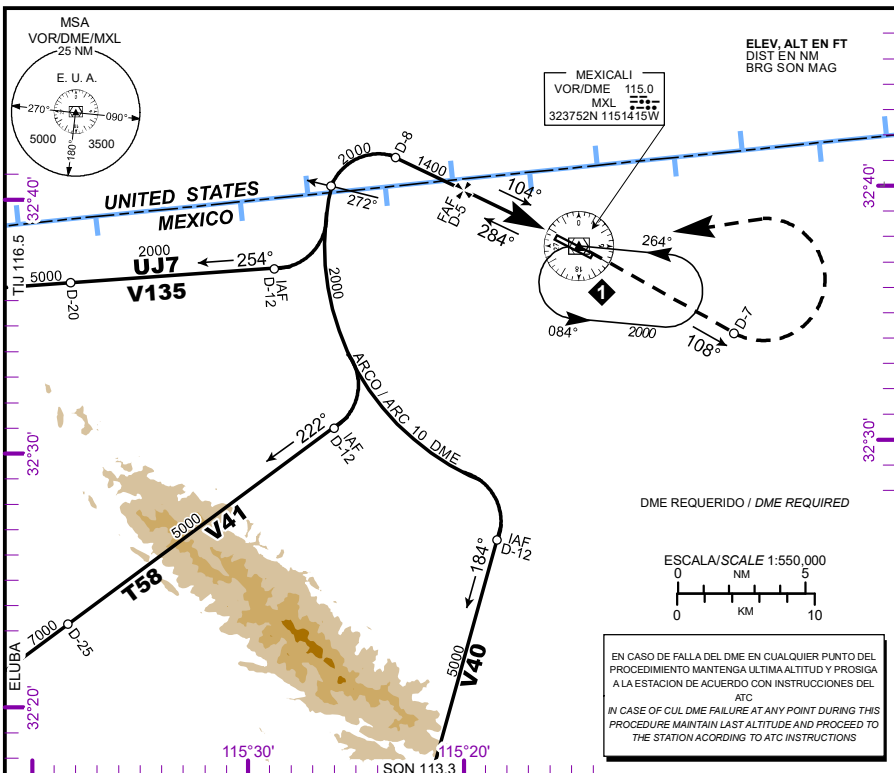 MSA
VOR/DME/MXL
25 NM
E. U. A.
270°
090°
180°
5000
3500
ELEV, ALT EN FT
DIST EN NM
BRG SON MAG
MEXICALI
VOR/DME 115.0
MXL
323752N 1151415W
32°40'
32°40'
UNITED STATES
MEXICO
2000
D-8
1400
272°
FAF
D-5
104°
284°
264°
084°
2000
1
D-7
108°
TIJ 116.5
5000
2000
UJ7
V135
254°
D-20
IAF
D-12
2000
ARCO / ARC 10 DME
222°
IAF
D-12
32°30'
32°30'
5000
V41
T58
7000
D-25
ELUBA
184°
IAF
D-12
5000
V40
SQN 113.3
32°20'
115°30'
115°20'
DME REQUERIDO / DME REQUIRED
ESCALA/SCALE 1:550,000
0 NM 5
0 KM 10
EN CASO DE FALLA DEL DME EN CUALQUIER PUNTO DEL
PROCEDIMIENTO MANTENGA ULTIMA ALTITUD Y PROSIGA
A LA ESTACION DE ACUERDO CON INSTRUCCIONES DEL
ATC
IN CASE OF CUL DME FAILURE AT ANY POINT DURING THIS
PROCEDURE MAINTAIN LAST ALTITUDE AND PROCEED TO
THE STATION ACORDING TO ATC INSTRUCTIONS